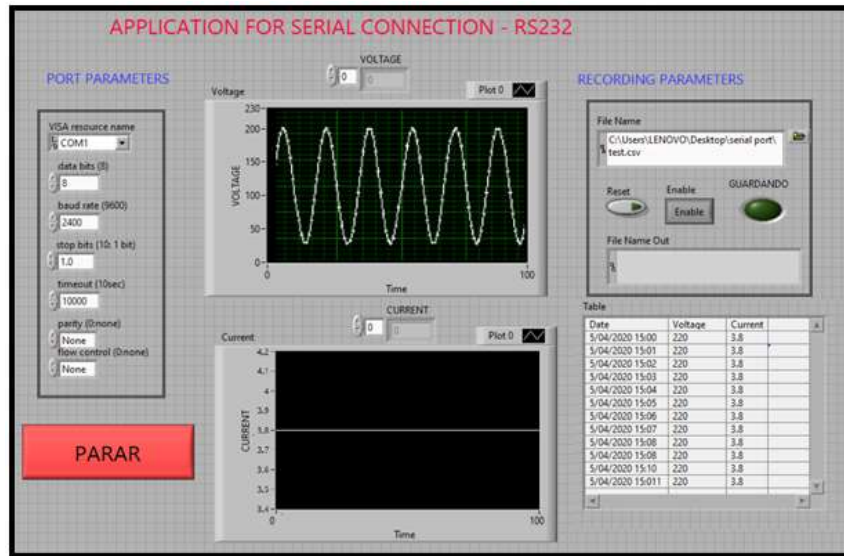 APPLICATION FOR SERIAL CONNECTION - RS232
PORT PARAMETERS
VISA resource name
COM1
data bits (8)
8
baud rate (9600)
2400
stop bits (10: 1 bit)
1.0
timeout (10sec)
10000
parity (0:none)
None
flow control (0:none)
None
PARAR
VOLTAGE
0 0
Voltage Plot 0
230
200
150
100
50
0
VOLTAGE
0 100
Time
CURRENT
0 0
Current Plot 0
4.2
4.1
4
3.9
3.8
3.7
3.6
3.5
3.4
CURRENT
0 100
Time
RECORDING PARAMETERS
File Name
C:\Users\LENOVO\Desktop\serial port\
test.csv
Reset Enable GUARDANDO
Enable
File Name Out
Table
Date Voltage Current
5/04/2020 15:00 220 3.8
5/04/2020 15:01 220 3.8
5/04/2020 15:02 220 3.8
5/04/2020 15:03 220 3.8
5/04/2020 15:04 220 3.8
5/04/2020 15:05 220 3.8
5/04/2020 15:06 220 3.8
5/04/2020 15:07 220 3.8
5/04/2020 15:08 220 3.8
5/04/2020 15:08 220 3.8
5/04/2020 15:10 220 3.8
5/04/2020 15:011 220 3.8